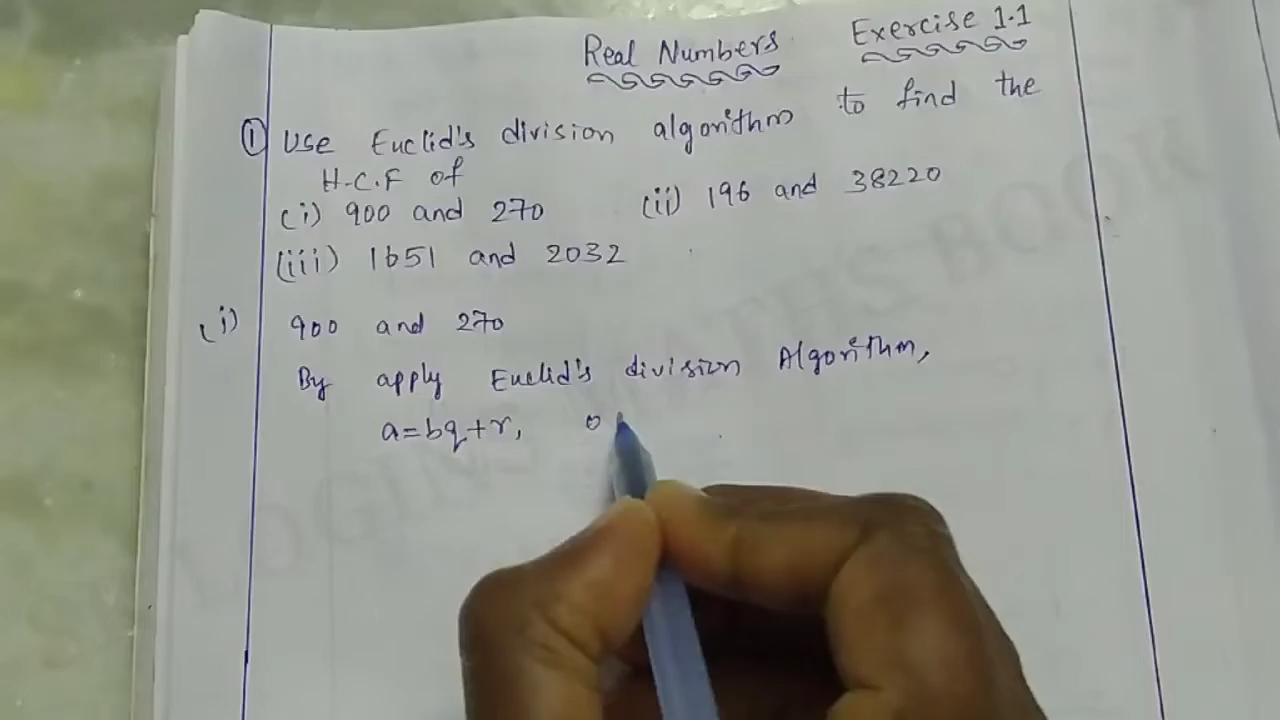 Real Numbers Exercise 1.1
① Use Euclid's division algorithm to find the
H.C.F of
(i) 900 and 270 (ii) 196 and 38220
(iii) 1651 and 2032
(i) 900 and 270
By apply Euclid's division Algorithm,
a=bq+r, 0